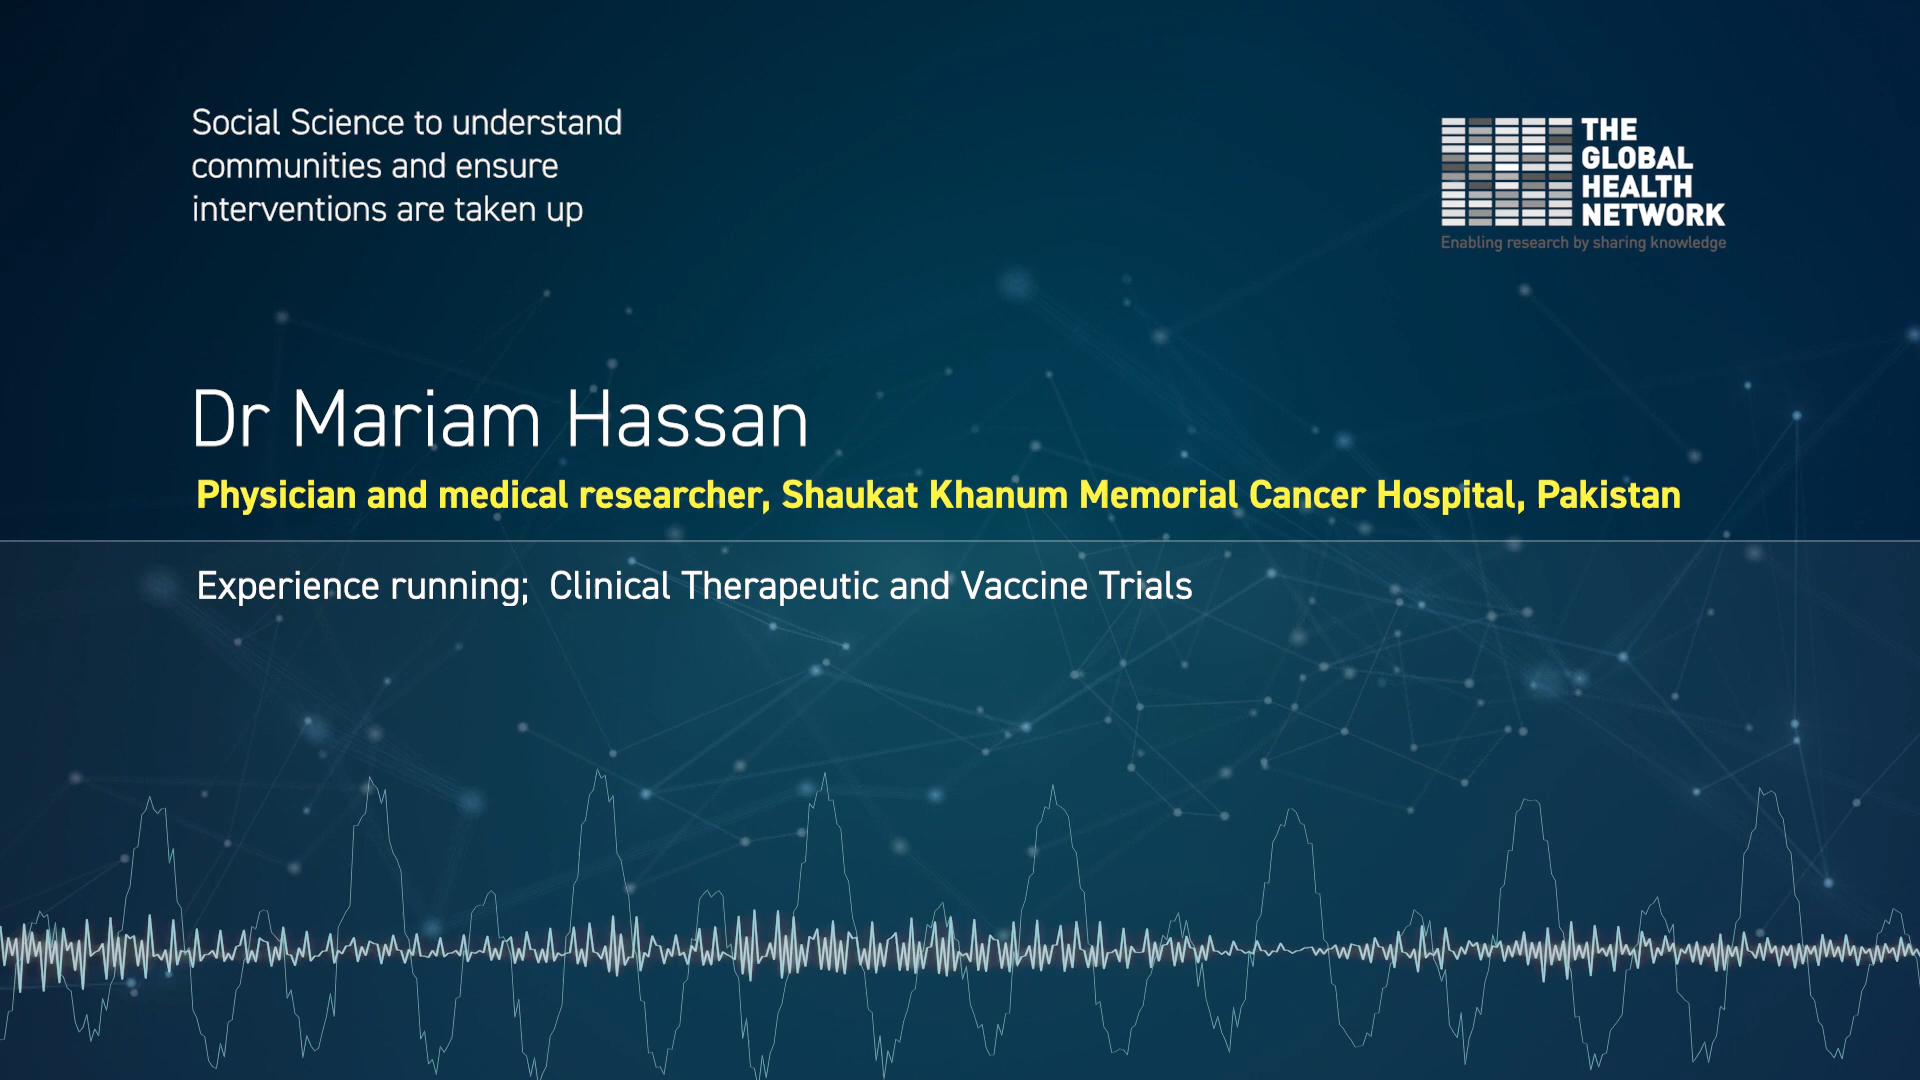 Social Science to understand
communities and ensure
interventions are taken up
THE
GLOBAL
HEALTH
NETWORK
Enabling research by sharing knowledge
Dr Mariam Hassan
Physician and medical researcher, Shaukat Khanum Memorial Cancer Hospital, Pakistan
Experience running;  Clinical Therapeutic and Vaccine Trials